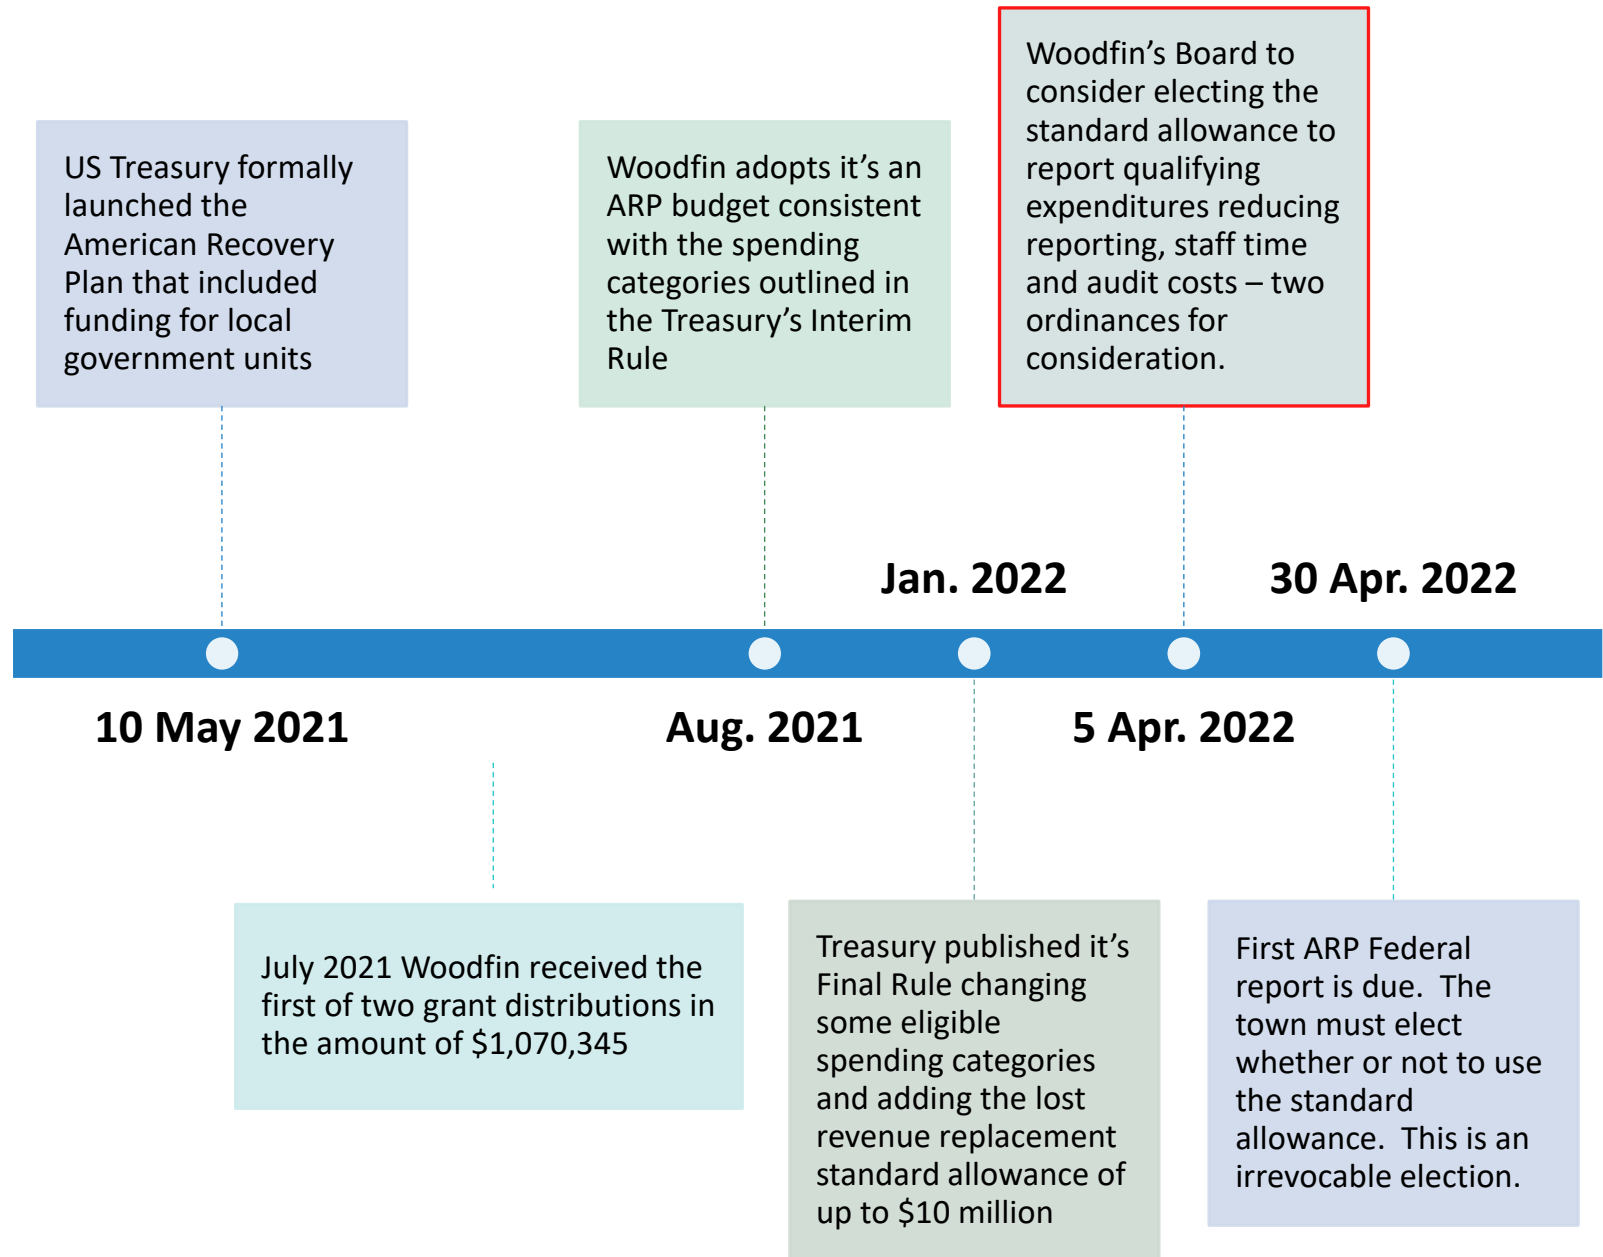 US Treasury formally
launched the
American Recovery
Plan that included
funding for local
government units
Woodfin adopts it’s an
ARP budget consistent
with the spending
categories outlined in
the Treasury’s Interim
Rule
Woodfin’s Board to
consider electing the
standard allowance to
report qualifying
expenditures reducing
reporting, staff time
and audit costs – two
ordinances for
consideration.
Jan. 2022
30 Apr. 2022
10 May 2021
Aug. 2021
5 Apr. 2022
July 2021 Woodfin received the
first of two grant distributions in
the amount of $1,070,345
Treasury published it’s
Final Rule changing
some eligible
spending categories
and adding the lost
revenue replacement
standard allowance of
up to $10 million
First ARP Federal
report is due.  The
town must elect
whether or not to use
the standard
allowance.  This is an
irrevocable election.